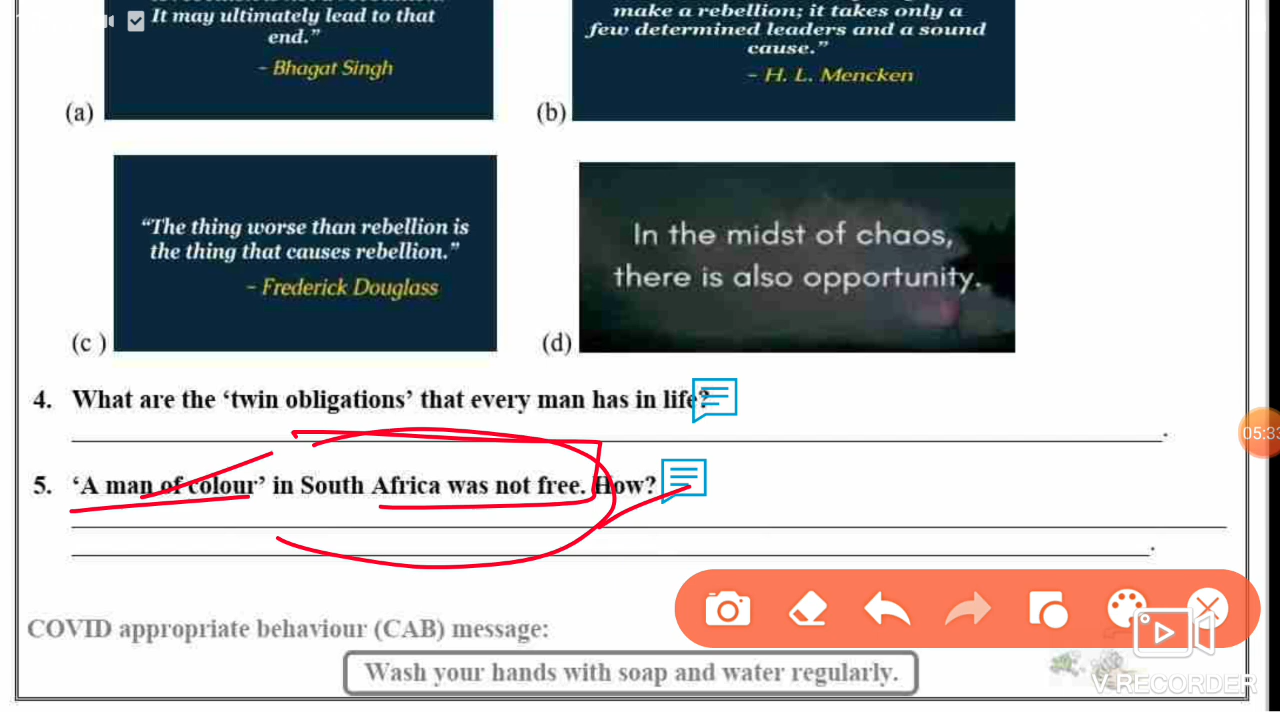 It may ultimately lead to that
end.”
– Bhagat Singh
(a)
make a rebellion; it takes only a
few determined leaders and a sound
cause.”
– H. L. Mencken
(b)
“The thing worse than rebellion is
the thing that causes rebellion.”
– Frederick Douglass
(c )
In the midst of chaos,
there is also opportunity.
(d)
4. What are the ‘twin obligations’ that every man has in life?
5. ‘A man of colour’ in South Africa was not free. How?
05:33
COVID appropriate behaviour (CAB) message:
Wash your hands with soap and water regularly.
V RECORDER